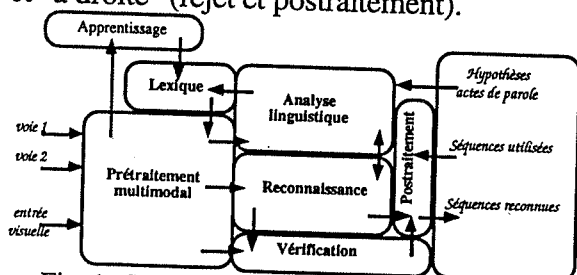 et "à droite" (rejet et postraitement).
Apprentissage
Lexique
Analyse
linguistique
Hypothèses
actes de parole
voie 1
voie 2
Prétraitement
multimodal
entrée
visuelle
Reconnaissance
Postraitement
Séquences utilisées
Séquences reconnues
Vérification